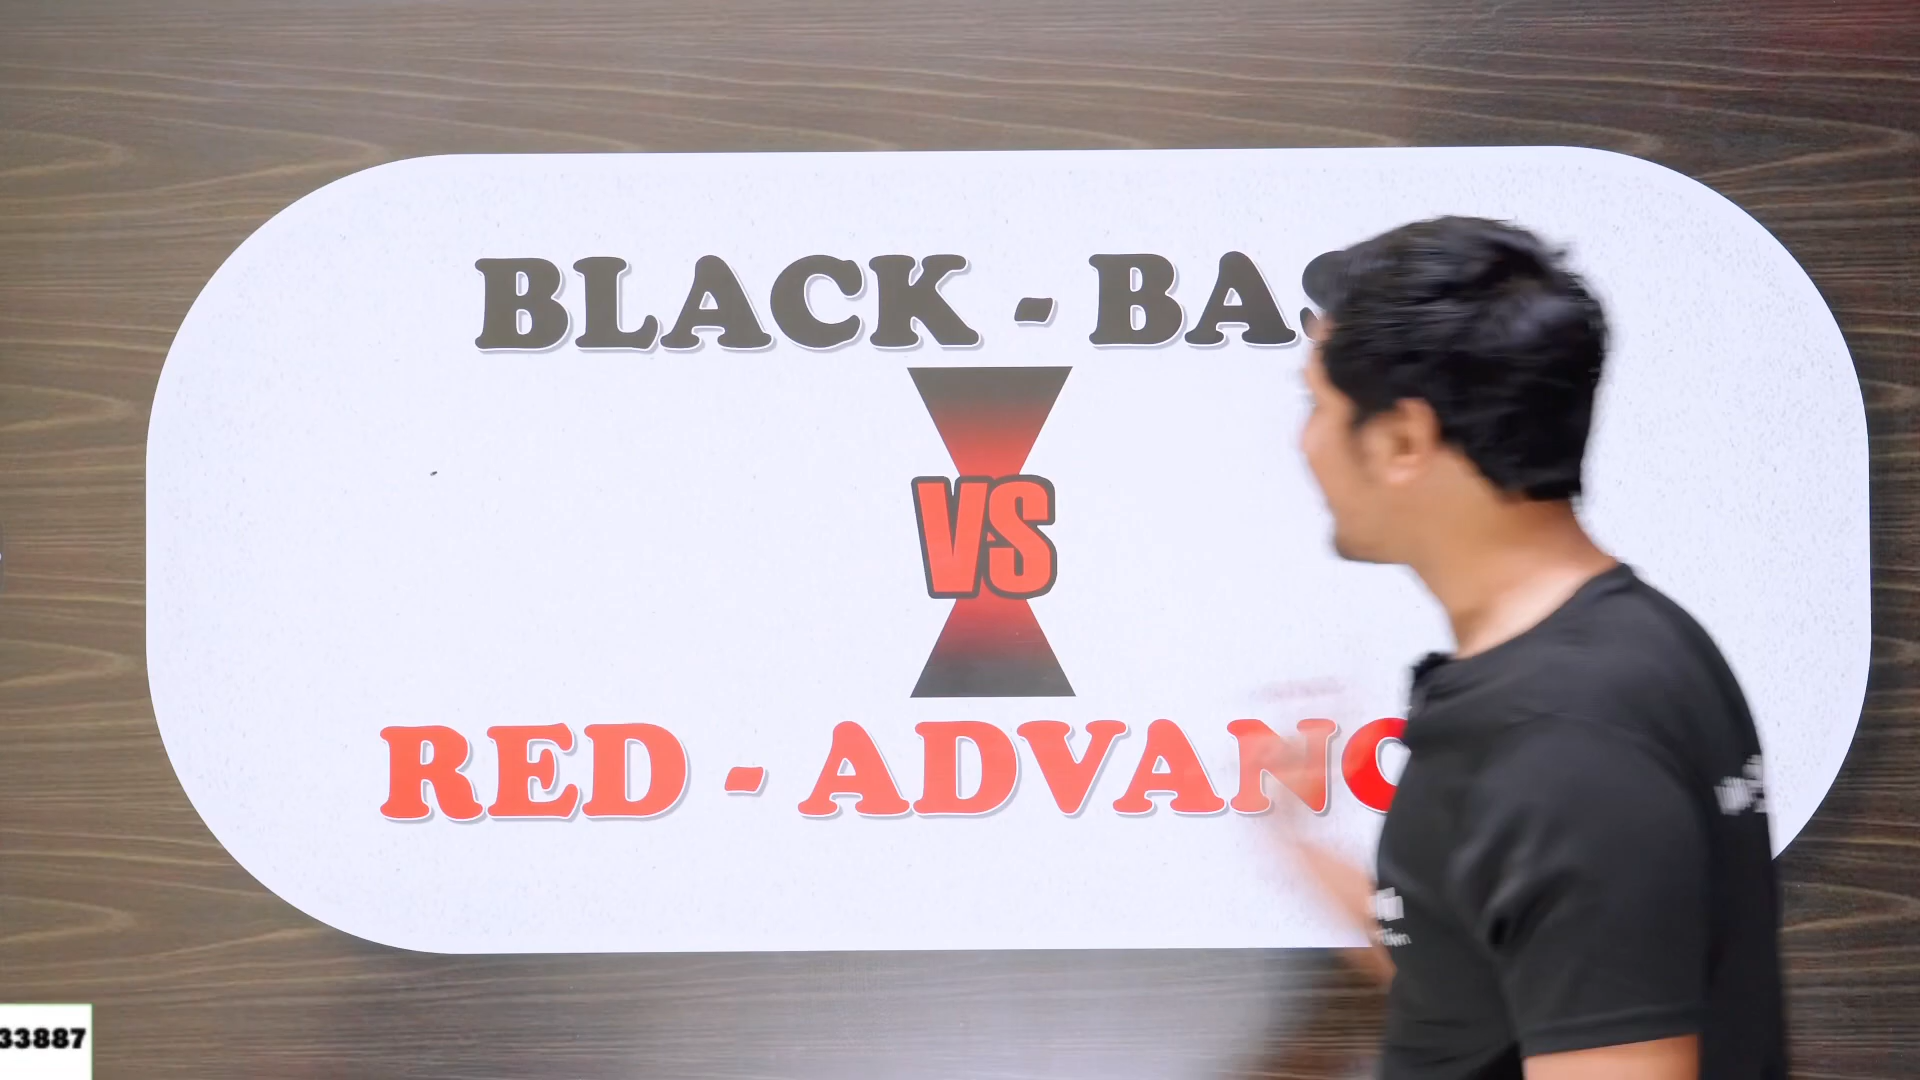 BLACK - BAS
VS
RED - ADVANC
33887